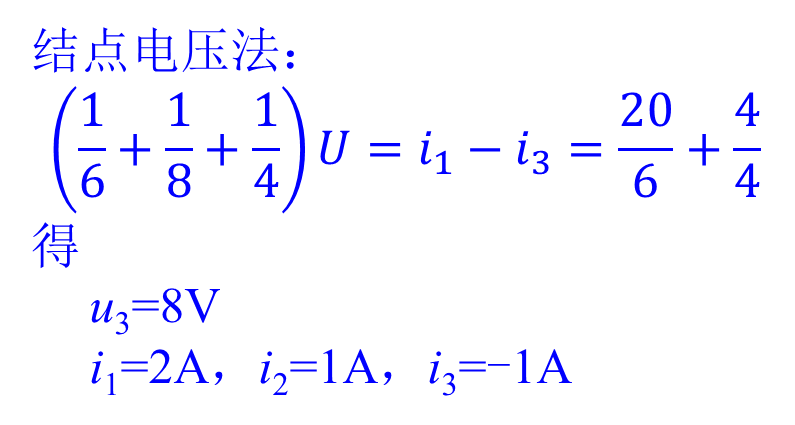 结点电压法：
(1/6 + 1/8 + 1/4) U = i₁ − i₃ = 20/6 + 4/4
得
u₃=8V
i₁=2A，i₂=1A，i₃=−1A